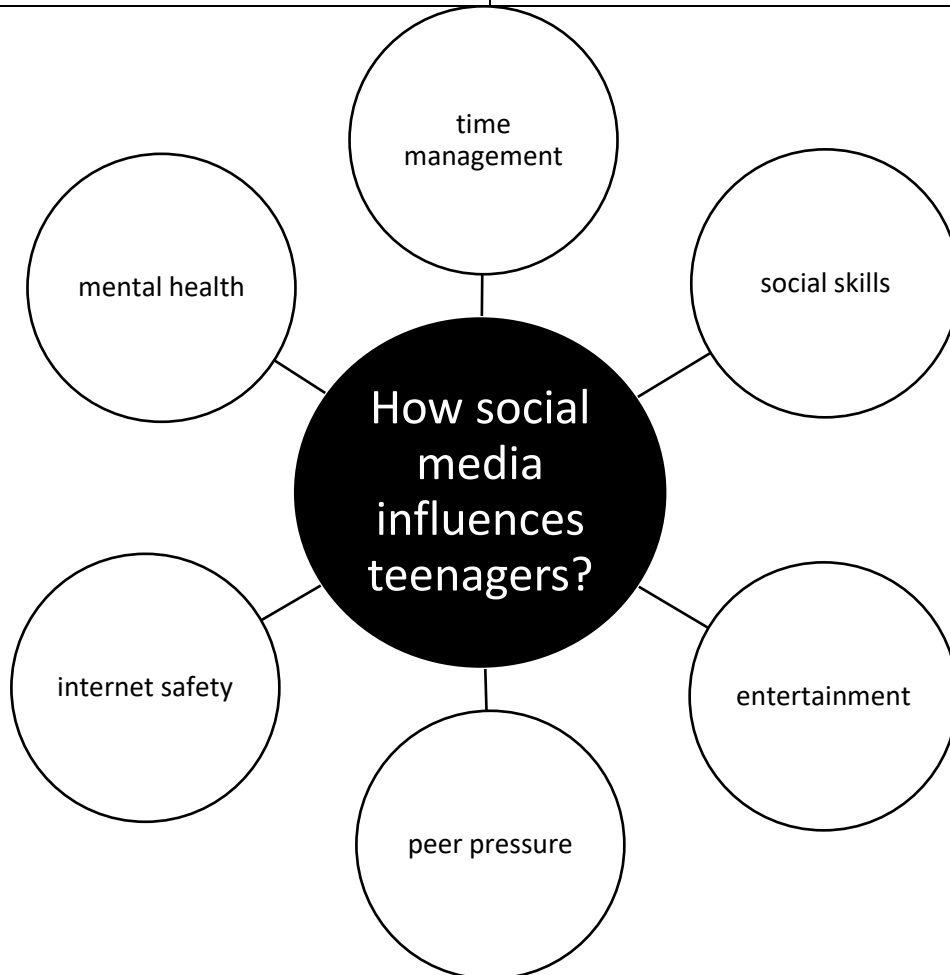 time
management
mental health
social skills
How social
media
influences
teenagers?
internet safety
entertainment
peer pressure